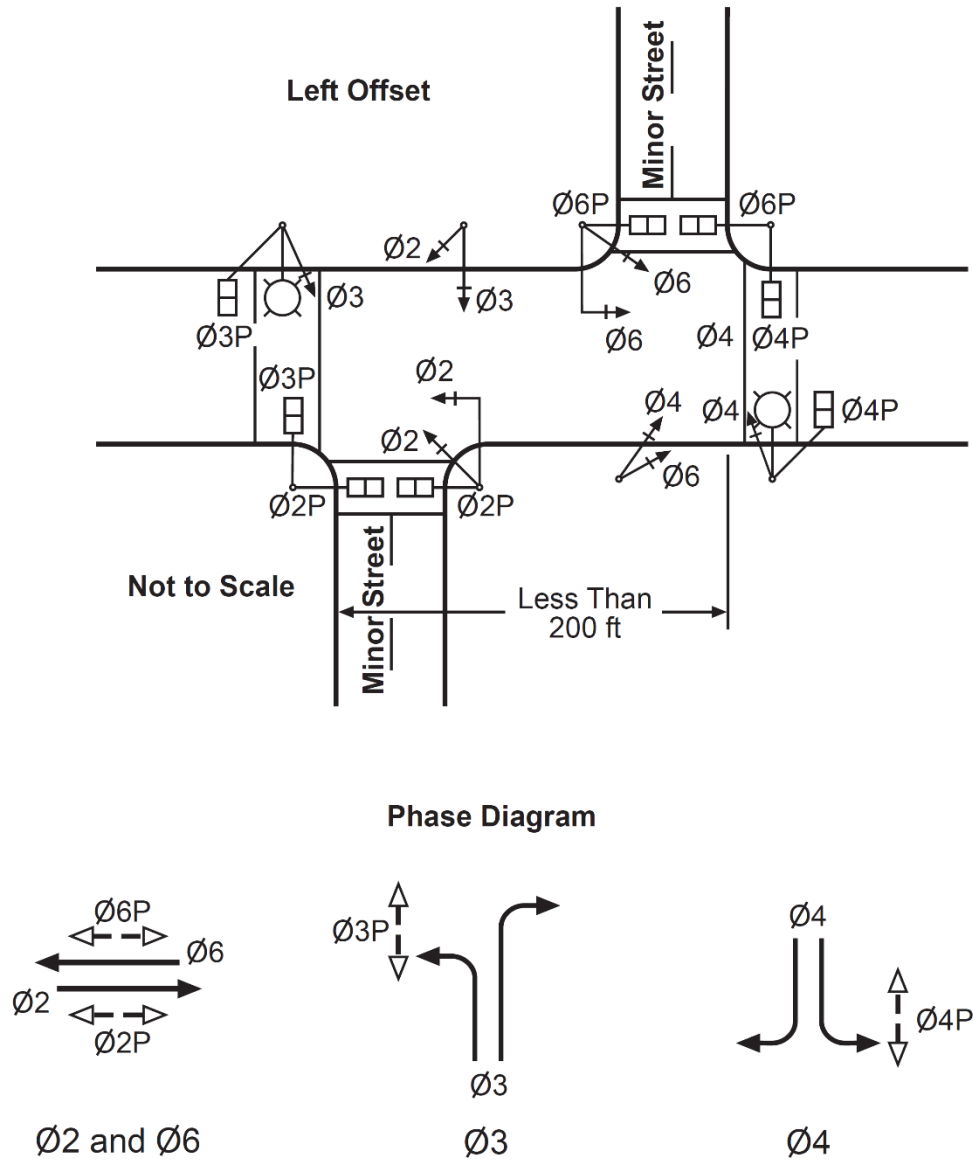 Left Offset
Minor Street
Ø6P
Ø6P
Ø2
Ø3
Ø3
Ø6
Ø3P
Ø6
Ø4
Ø4P
Ø3P
Ø2
Ø4
Ø4
Ø4P
Ø2
Ø6
Ø2P
Ø2P
Not to Scale
Minor Street
Less Than
200 ft
Phase Diagram
Ø6P
Ø6
Ø2
Ø2P
Ø3P
Ø3
Ø4
Ø4P
Ø2 and Ø6
Ø3
Ø4